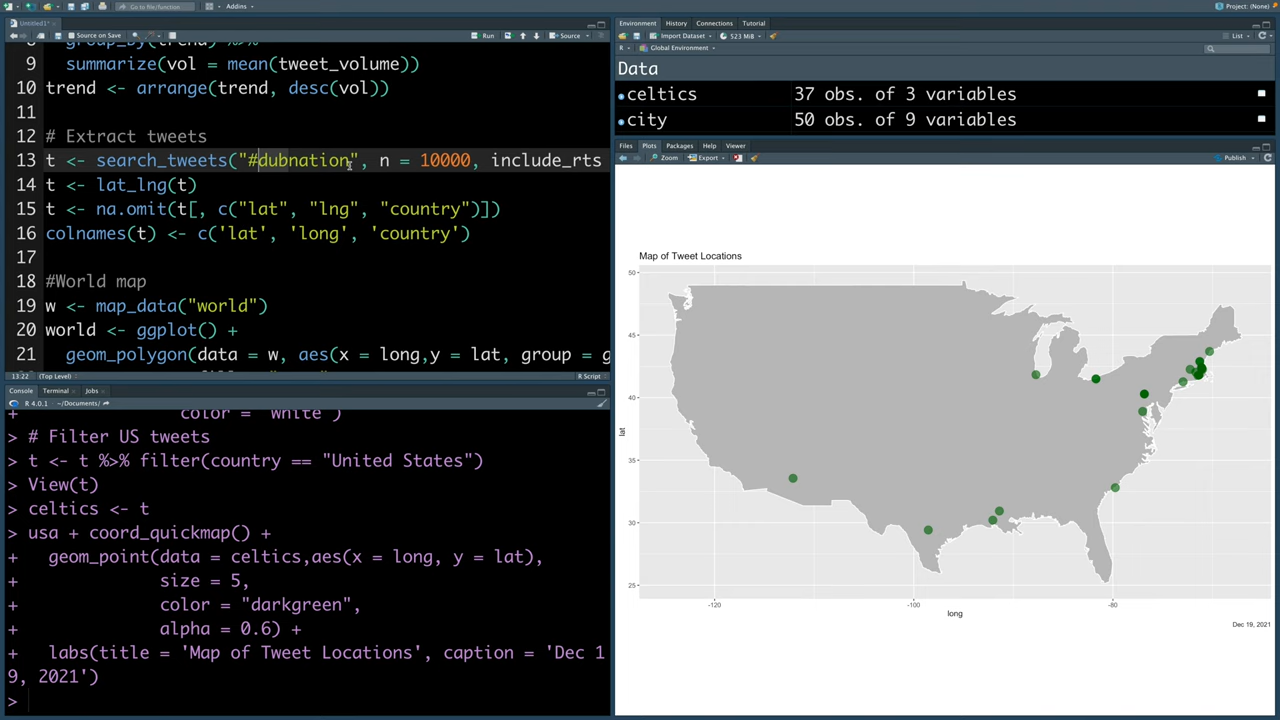 Go to file/function
Addins
Project: (None)
Untitled1*
Source on Save
Run
Source
8 group_by(trend) %>%
9 summarize(vol = mean(tweet_volume))
10 trend <- arrange(trend, desc(vol))
11
12 # Extract tweets
13 t <- search_tweets("#dubnation", n = 10000, include_rts
14 t <- lat_lng(t)
15 t <- na.omit(t[, c("lat", "lng", "country")])
16 colnames(t) <- c('lat', 'long', 'country')
17
18 #World map
19 w <- map_data("world")
20 world <- ggplot() +
21 geom_polygon(data = w, aes(x = long,y = lat, group = g
13:22 (Top Level)
R Script
Console Terminal Jobs
R 4.0.1 · ~/Documents/
+ color = "white")
> # Filter US tweets
> t <- t %>% filter(country == "United States")
> View(t)
> celtics <- t
> usa + coord_quickmap() +
+ geom_point(data = celtics,aes(x = long, y = lat),
+ size = 5,
+ color = "darkgreen",
+ alpha = 0.6) +
+ labs(title = 'Map of Tweet Locations', caption = 'Dec 1
9, 2021')
>
Environment History Connections Tutorial
Import Dataset
523 MiB
List
R
Global Environment
Data
celtics 37 obs. of 3 variables
city 50 obs. of 9 variables
Files Plots Packages Help Viewer
Zoom
Export
Publish
Map of Tweet Locations
50
45
40
35
30
25
lat
-120
-100
-80
long
Dec 19, 2021